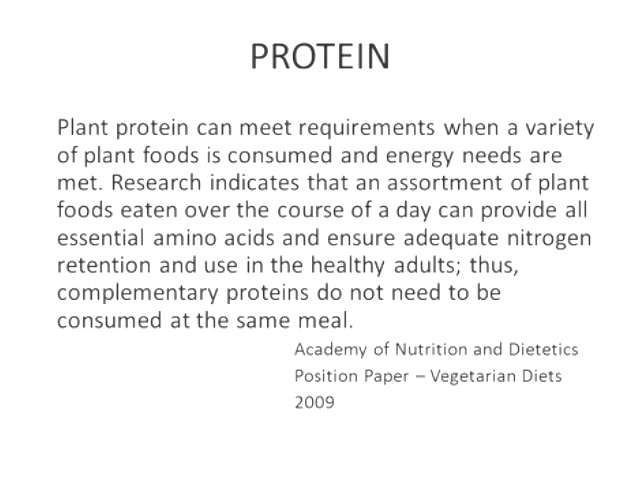 PROTEIN
Plant protein can meet requirements when a variety
of plant foods is consumed and energy needs are
met. Research indicates that an assortment of plant
foods eaten over the course of a day can provide all
essential amino acids and ensure adequate nitrogen
retention and use in the healthy adults; thus,
complementary proteins do not need to be
consumed at the same meal.
Academy of Nutrition and Dietetics
Position Paper – Vegetarian Diets
2009